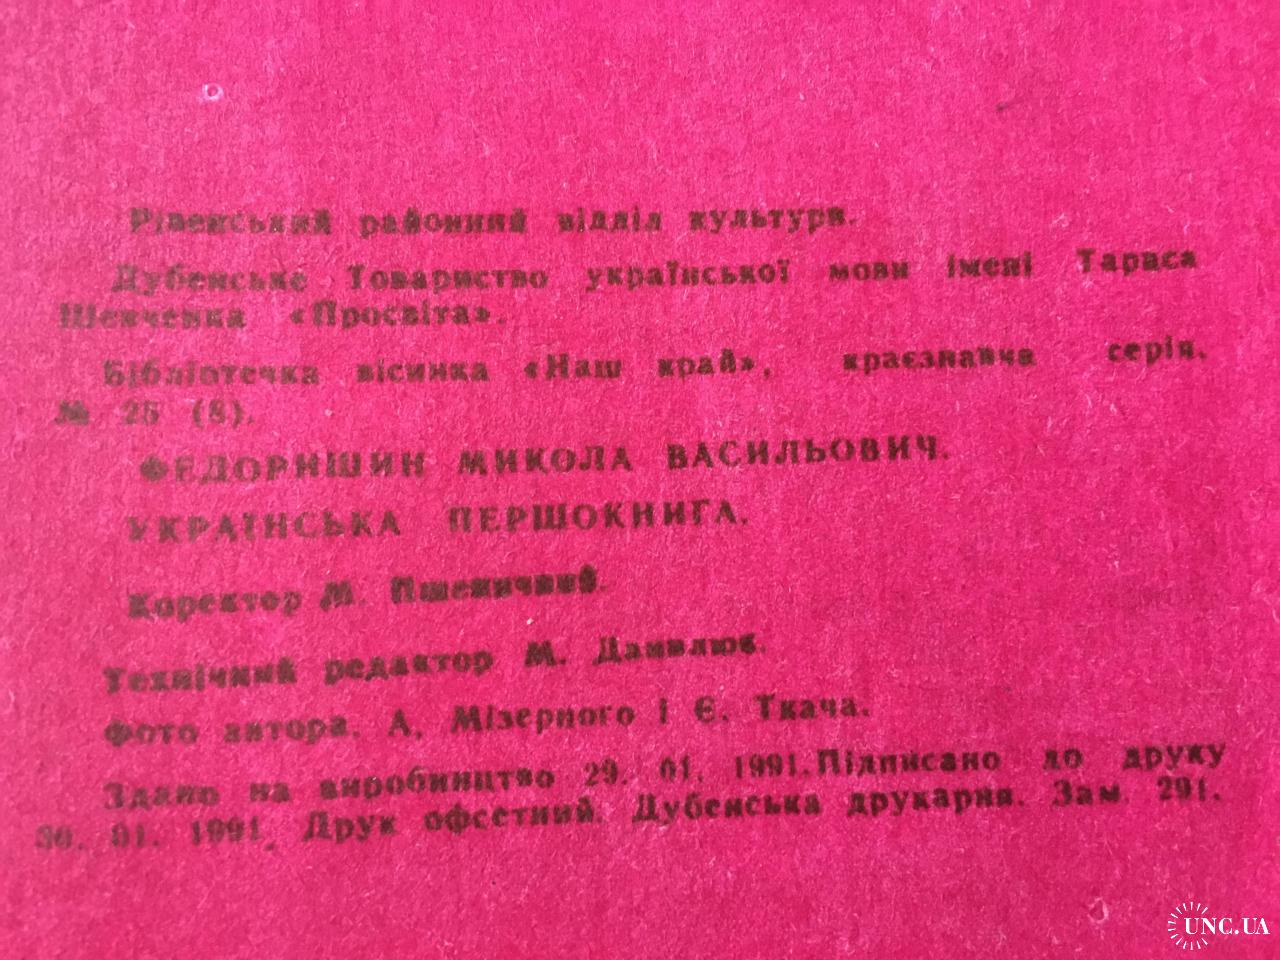 Рівенський районний відділ культури.
Дубенське Товариство української мови імені Тараса
Шевченка «Просвіта».
Бібліотечка вісника «Наш край», краєзнавча серія.
№ 25 (8).
ФЕДОРИШИН МИКОЛА ВАСИЛЬОВИЧ.
УКРАЇНСЬКА ПЕРШОКНИГА.
Коректор М. Пшеничний.
Технічний редактор М. Данилюк.
Фото автора, А. Мізерного і Є. Ткача.
Здано на виробництво 29. 01. 1991. Підписано до друку
30. 01. 1991. Друк офсетний. Дубенська друкарня. Зам. 291.
UNC.UA